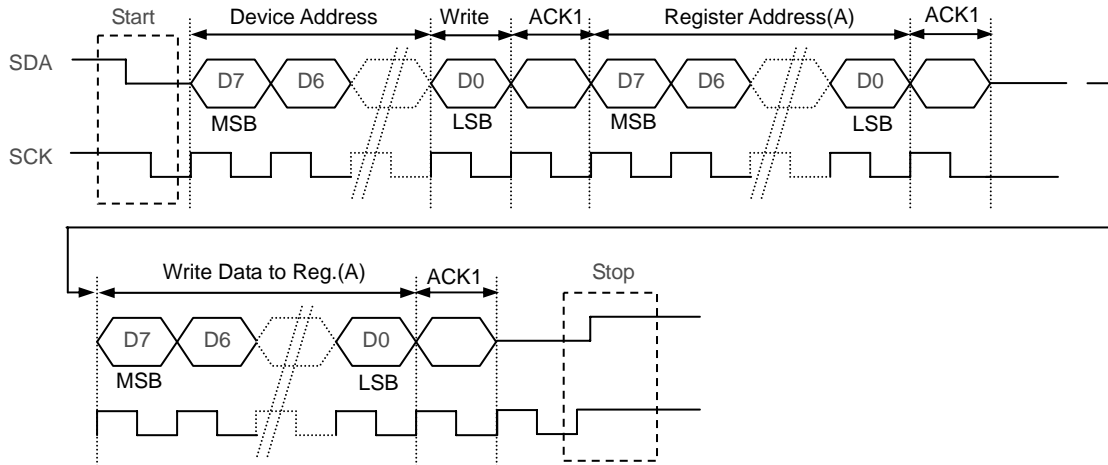 Start Device Address Write ACK1 Register Address(A) ACK1
SDA D7 D6 D0 D7 D6 D0
MSB LSB MSB LSB
SCK
Write Data to Reg.(A) ACK1 Stop
D7 D6 D0
MSB LSB